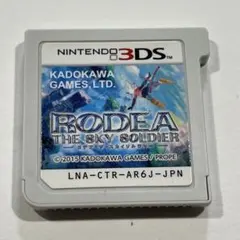 NINTENDO 3DS
KADOKAWA
GAMES, LTD.
RODEA
THE SKY SOLDIER
© 2015 KADOKAWA GAMES / PROPE
LNA-CTR-AR6J-JPN